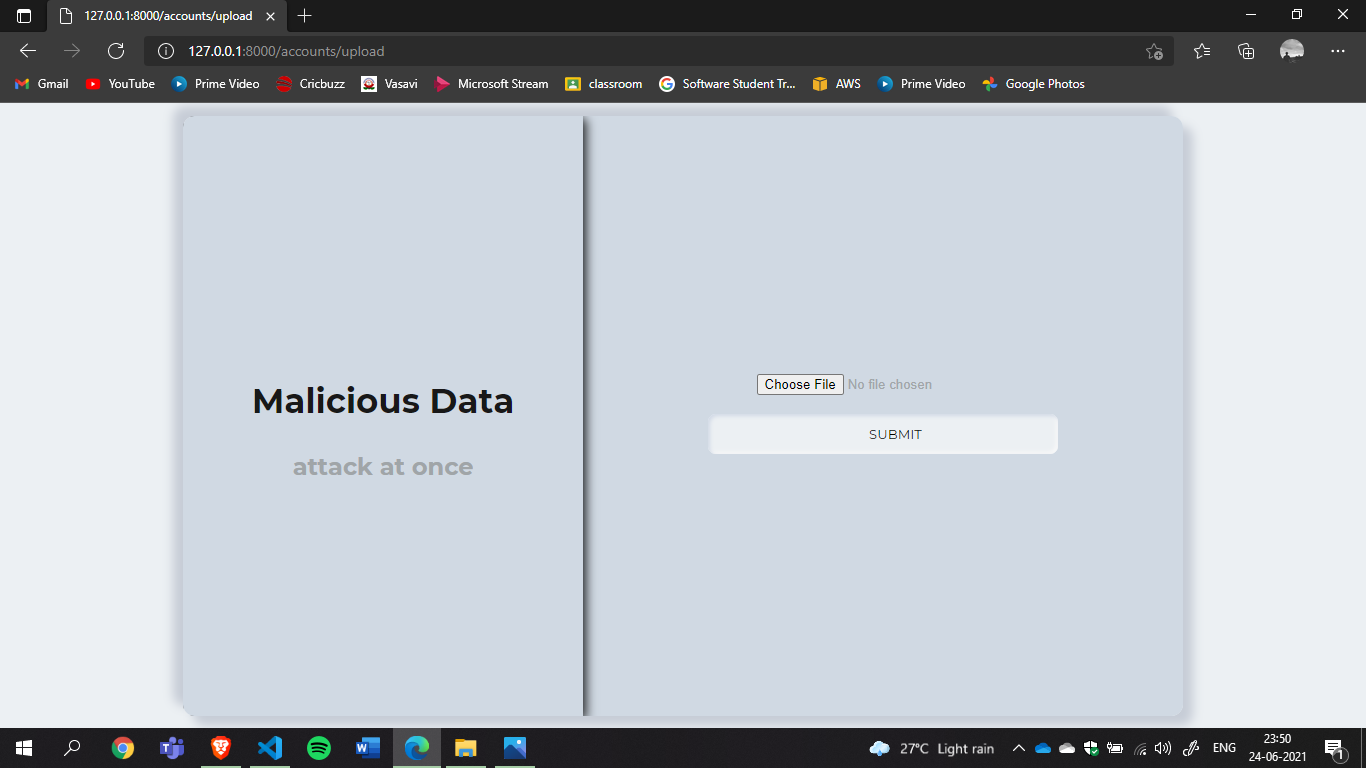 127.0.0.1:8000/accounts/upload
127.0.0.1:8000/accounts/upload
Gmail YouTube Prime Video Cricbuzz Vasavi Microsoft Stream classroom Software Student Tr... AWS Prime Video Google Photos
Malicious Data
attack at once
Choose File No file chosen
SUBMIT
27°C Light rain ENG 23:50
24-06-2021
1